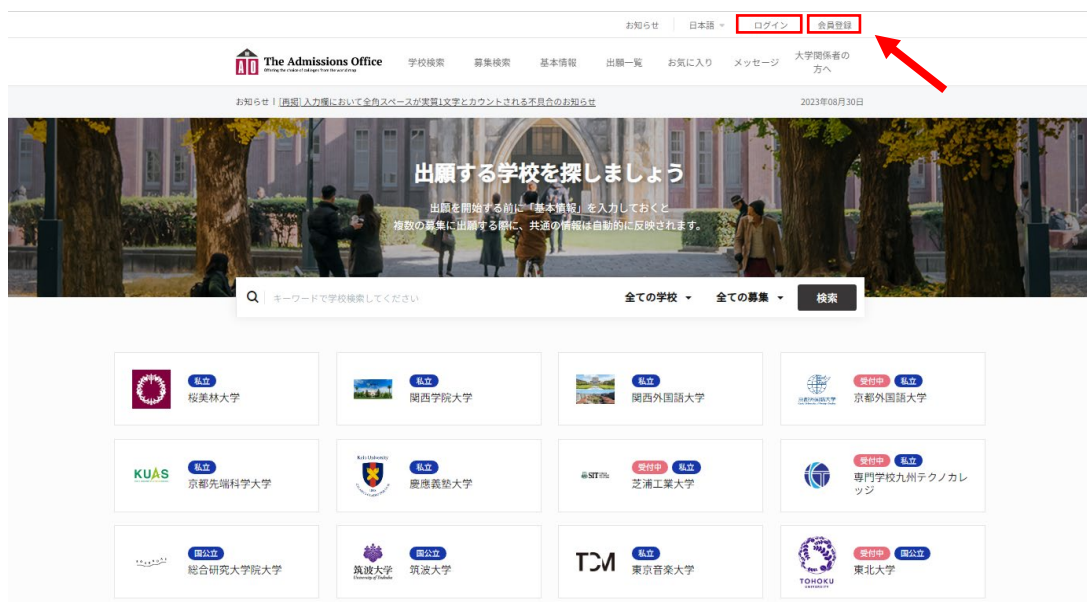 お知らせ 日本語 ログイン 会員登録
The Admissions Office
学校検索 募集検索 基本情報 出願一覧 お気に入り メッセージ 大学関係者の
方へ
お知らせ | [再掲] 入力欄において全角スペースが実質1文字とカウントされる不具合のお知らせ 2023年08月30日
出願する学校を探しましょう
出願を開始する前に「基本情報」を入力しておくと
複数の募集に出願する際に、共通の情報は自動的に反映されます。
キーワードで学校検索してください 全ての学校 全ての募集 検索
私立
桜美林大学
私立
関西学院大学
私立
関西外国語大学
受付中 私立
京都外国語大学
KUAS
私立
京都先端科学大学
Keio University
私立
慶應義塾大学
SIT
受付中 私立
芝浦工業大学
受付中 私立
専門学校九州テクノカレ
ッジ
国公立
総合研究大学院大学
筑波大学
University of Tsukuba
国公立
筑波大学
TCM
私立
東京音楽大学
TOHOKU
受付中 国公立
東北大学